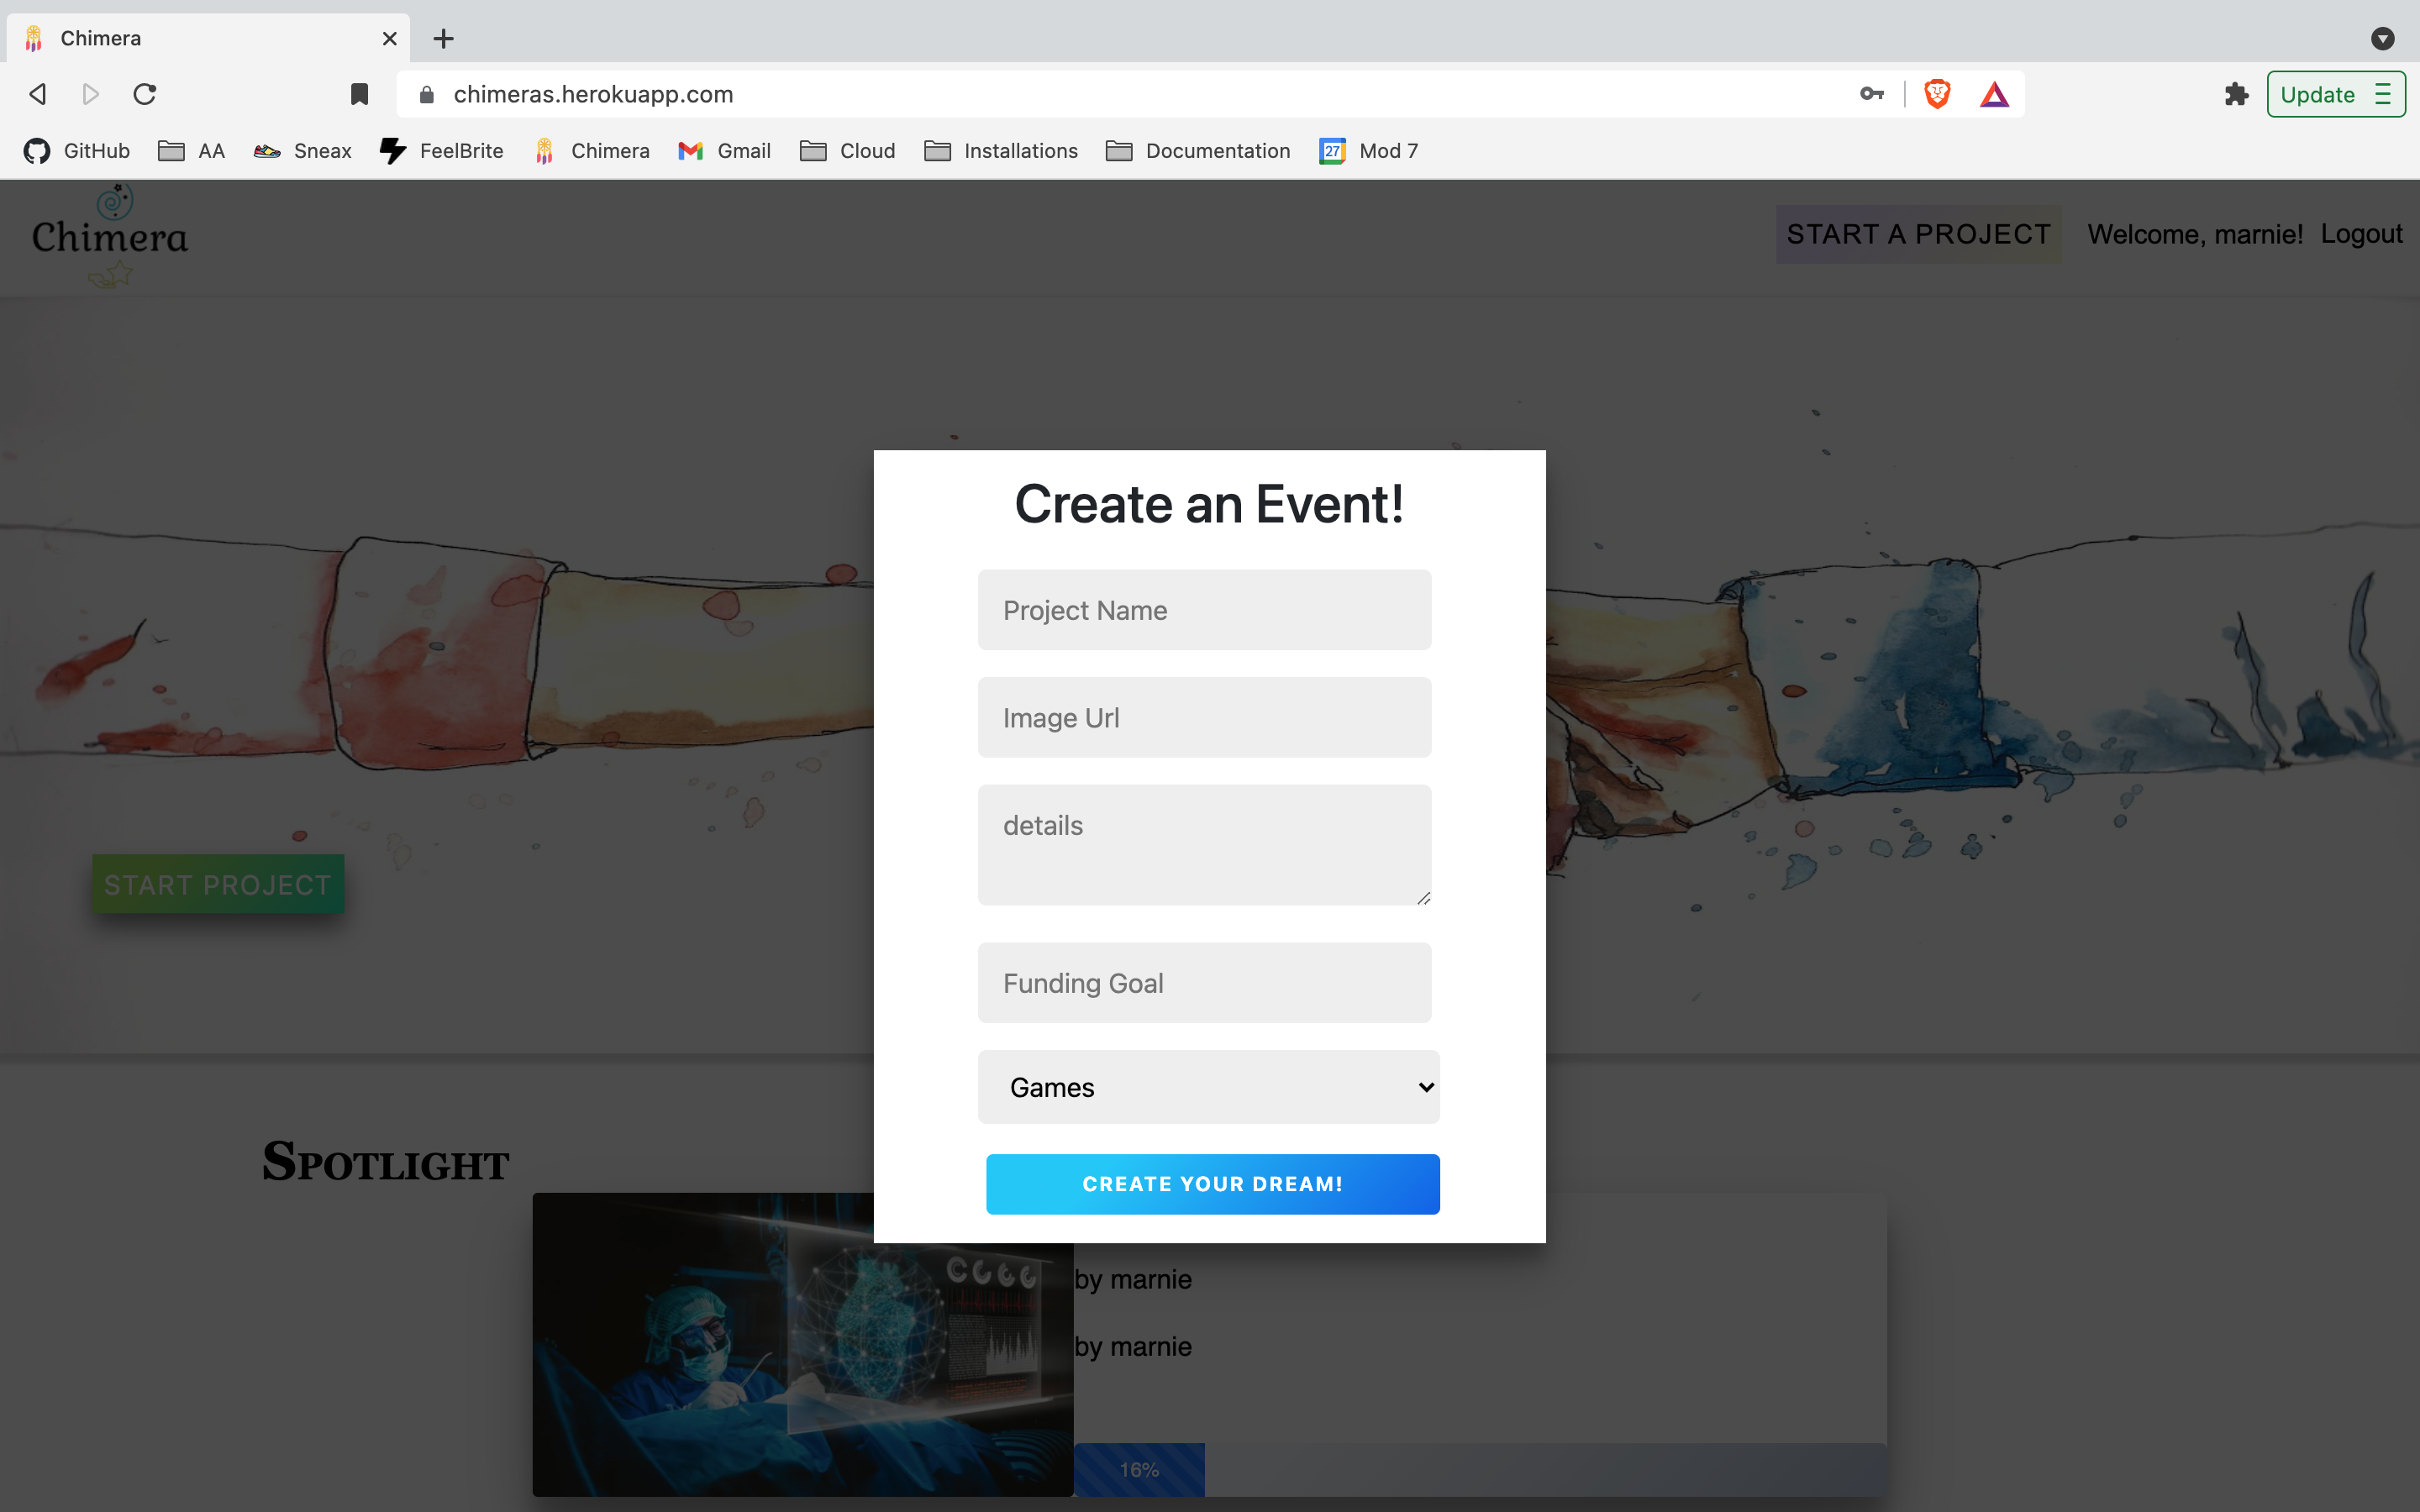 Chimera
chimeras.herokuapp.com
Update
GitHub AA Sneax FeelBrite Chimera Gmail Cloud Installations Documentation 27 Mod 7
Chimera
START A PROJECT Welcome, marnie! Logout
Create an Event!
Project Name
Image Url
details
START PROJECT
Funding Goal
Games
CREATE YOUR DREAM!
Spotlight
by marnie
by marnie
16%